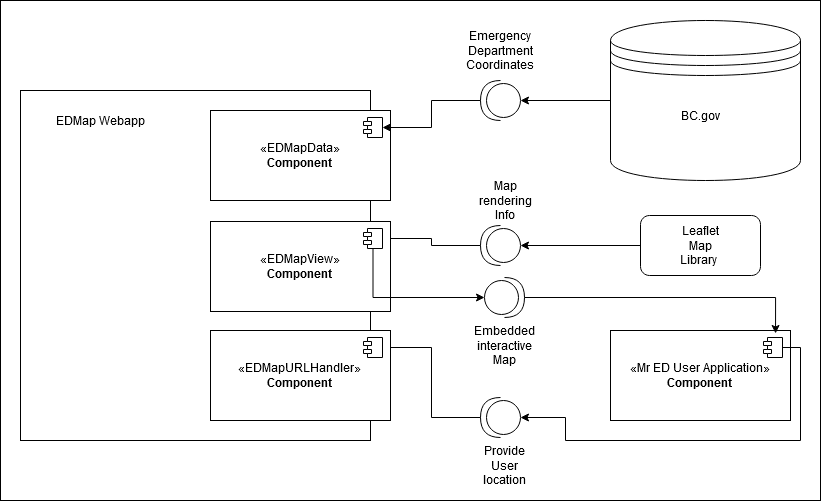 Emergency
Department
Coordinates
BC.gov
EDMap Webapp
«EDMapData»
Component
Map
rendering
Info
Leaflet
Map
Library
«EDMapView»
Component
Embedded
interactive
Map
«EDMapURLHandler»
Component
«Mr ED User Application»
Component
Provide
User
location